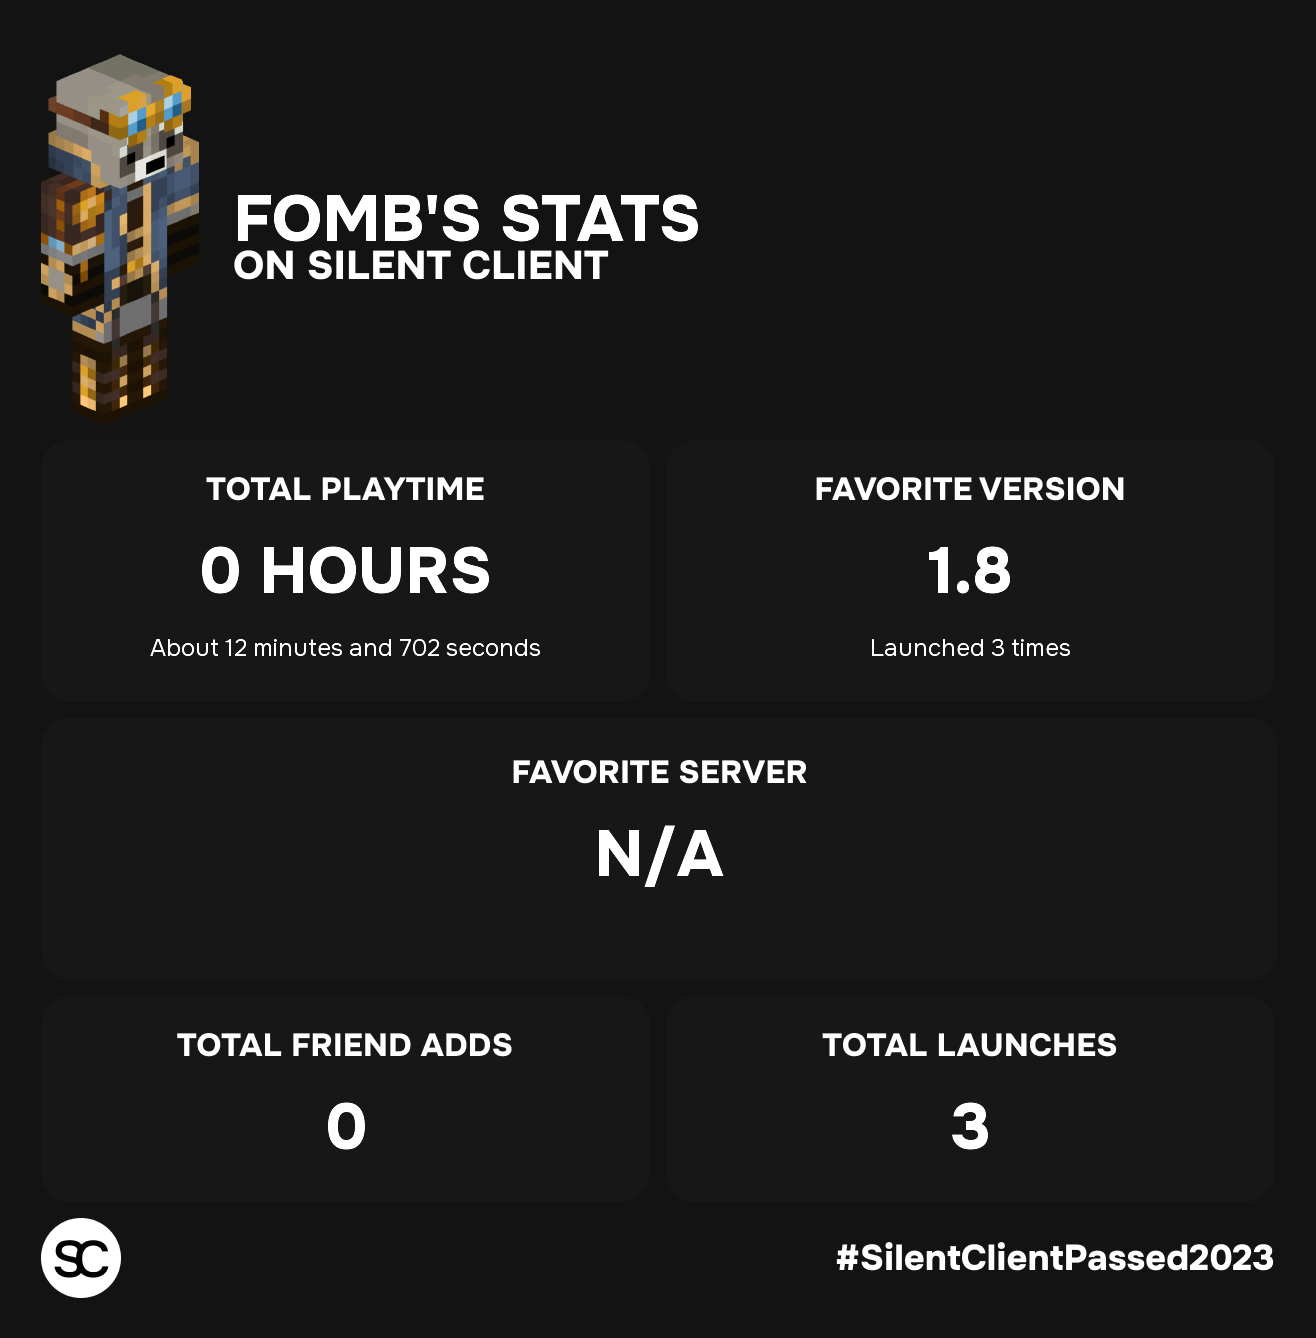 FOMB'S STATS
ON SILENT CLIENT
TOTAL PLAYTIME
0 HOURS
About 12 minutes and 702 seconds
FAVORITE VERSION
1.8
Launched 3 times
FAVORITE SERVER
N/A
TOTAL FRIEND ADDS
0
TOTAL LAUNCHES
3
SC
#SilentClientPassed2023